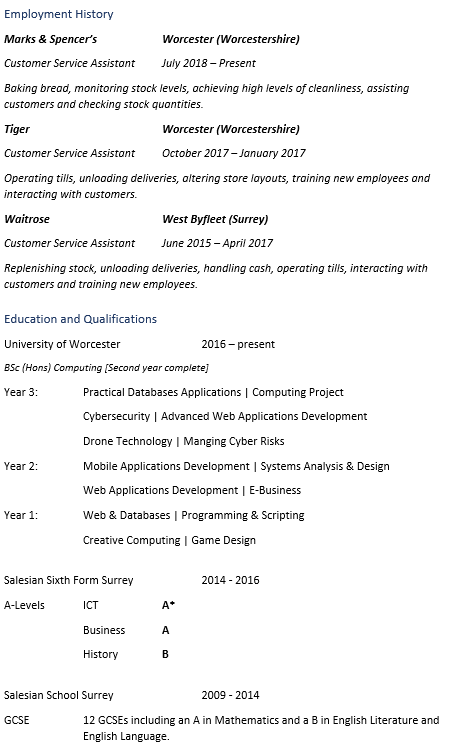 Employment History
Marks & Spencer's Worcester (Worcestershire)
Customer Service Assistant July 2018 – Present
Baking bread, monitoring stock levels, achieving high levels of cleanliness, assisting
customers and checking stock quantities.
Tiger Worcester (Worcestershire)
Customer Service Assistant October 2017 – January 2017
Operating tills, unloading deliveries, altering store layouts, training new employees and
interacting with customers.
Waitrose West Byfleet (Surrey)
Customer Service Assistant June 2015 – April 2017
Replenishing stock, unloading deliveries, handling cash, operating tills, interacting with
customers and training new employees.
Education and Qualifications
University of Worcester 2016 – present
BSc (Hons) Computing [Second year complete]
Year 3: Practical Databases Applications | Computing Project
Cybersecurity | Advanced Web Applications Development
Drone Technology | Manging Cyber Risks
Year 2: Mobile Applications Development | Systems Analysis & Design
Web Applications Development | E-Business
Year 1: Web & Databases | Programming & Scripting
Creative Computing | Game Design
Salesian Sixth Form Surrey 2014 - 2016
A-Levels ICT A*
Business A
History B
Salesian School Surrey 2009 - 2014
GCSE 12 GCSEs including an A in Mathematics and a B in English Literature and
English Language.